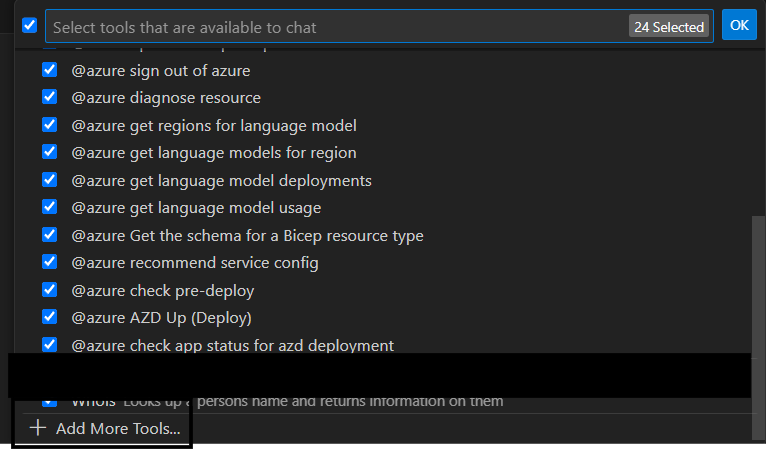 Select tools that are available to chat
24 Selected
OK
@azure sign out of azure
@azure diagnose resource
@azure get regions for language model
@azure get language models for region
@azure get language model deployments
@azure get language model usage
@azure Get the schema for a Bicep resource type
@azure recommend service config
@azure check pre-deploy
@azure AZD Up (Deploy)
@azure check app status for azd deployment
WhoIs Looks up a persons name and returns information on them
Add More Tools...